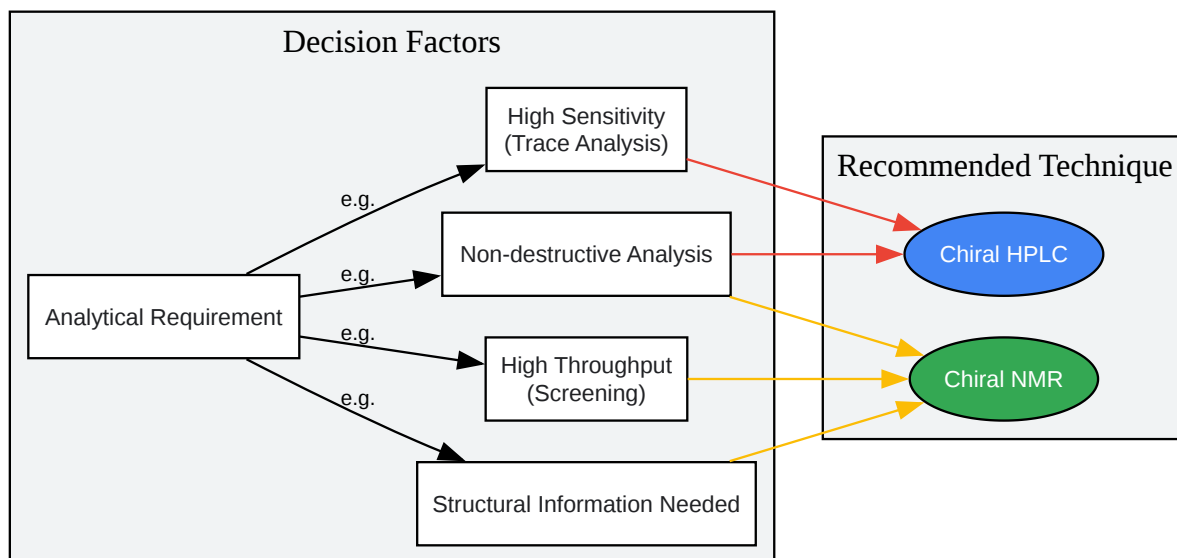 Decision Factors
High Sensitivity
(Trace Analysis)
Recommended Technique
e.g.
Chiral HPLC
Non-destructive Analysis
e.g.
Analytical Requirement
e.g.
High Throughput
(Screening)
Chiral NMR
e.g.
Structural Information Needed